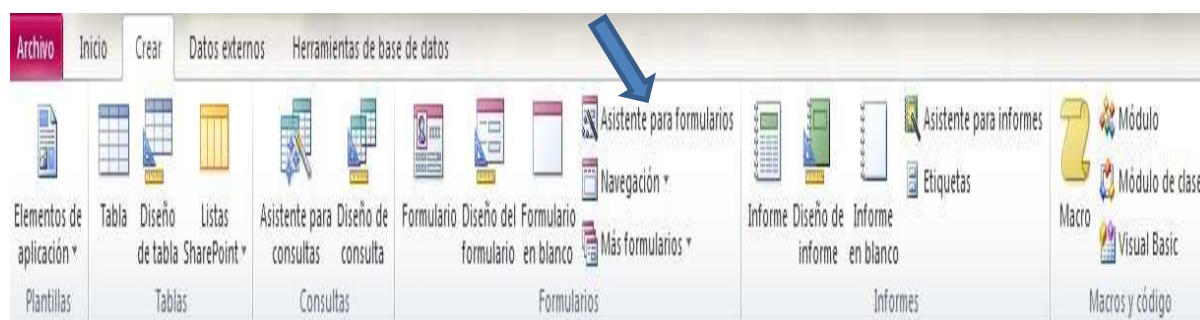 Archivo Inicio Crear Datos externos Herramientas de base de datos
Elementos de
aplicación
Plantillas
Tabla
Diseño
de tabla
Listas
SharePoint
Tablas
Asistente para
consultas
Diseño de
consulta
Consultas
Formulario
Diseño del
formulario
Formulario
en blanco
Asistente para formularios
Navegación
Más formularios
Formularios
Informe
Diseño de
informe
Informe
en blanco
Asistente para informes
Etiquetas
Informes
Macro
Módulo
Módulo de clase
Visual Basic
Macros y código